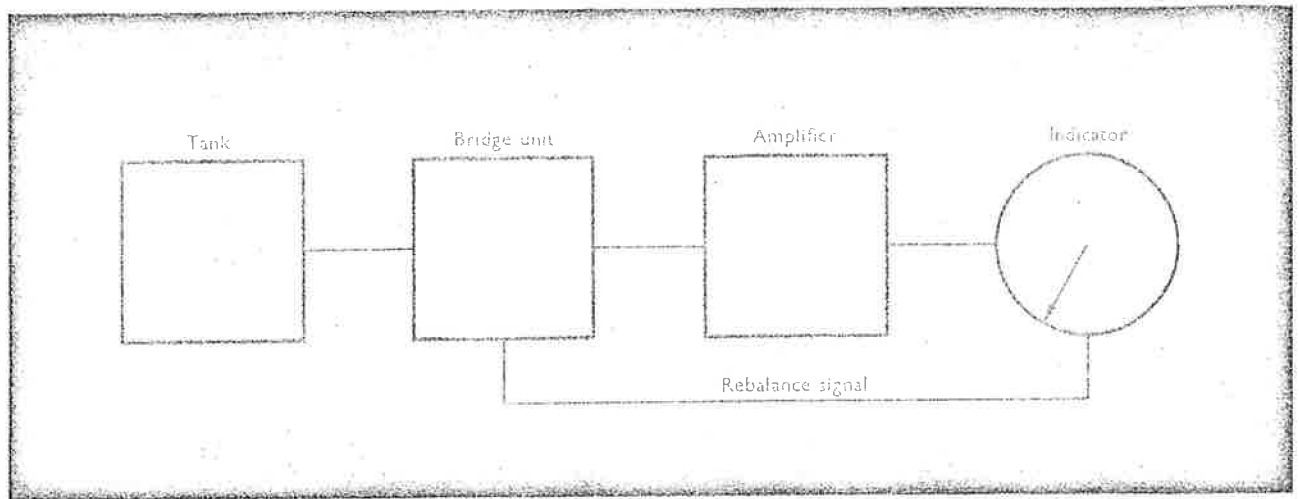 Tank
Bridge unit
Amplifier
Indicator
Rebalance signal